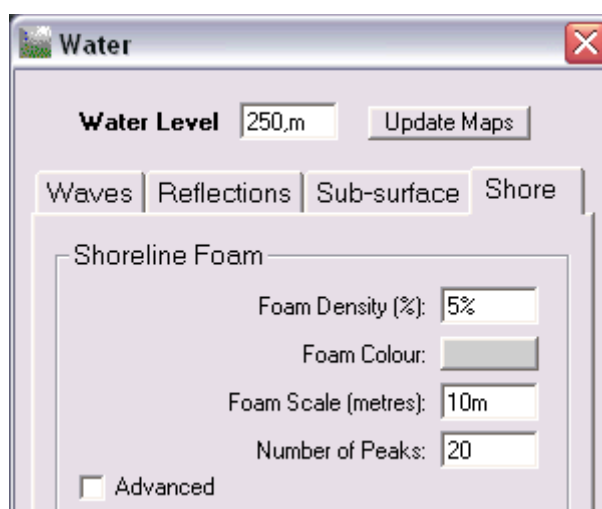 Water
Water Level 250,m Update Maps
Waves Reflections Sub-surface Shore
Shoreline Foam
Foam Density (%): 5%
Foam Colour:
Foam Scale (metres): 10m
Number of Peaks: 20
Advanced